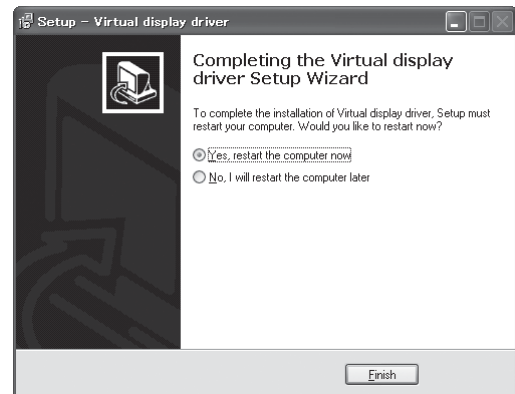 Setup - Virtual display driver
Completing the Virtual display
driver Setup Wizard
To complete the installation of Virtual display driver, Setup must
restart your computer. Would you like to restart now?
Yes, restart the computer now
No, I will restart the computer later
Finish